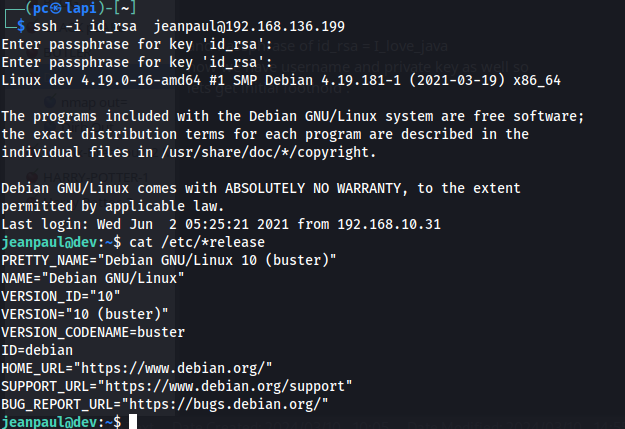 ┌──(pc㉿lapi)-[~]
└─$ ssh -i id_rsa  jeanpaul@192.168.136.199
Enter passphrase for key 'id_rsa':
Enter passphrase for key 'id_rsa':
Linux dev 4.19.0-16-amd64 #1 SMP Debian 4.19.181-1 (2021-03-19) x86_64

The programs included with the Debian GNU/Linux system are free software;
the exact distribution terms for each program are described in the
individual files in /usr/share/doc/*/copyright.

Debian GNU/Linux comes with ABSOLUTELY NO WARRANTY, to the extent
permitted by applicable law.
Last login: Wed Jun  2 05:25:21 2021 from 192.168.10.31
jeanpaul@dev:~$ cat /etc/*release
PRETTY_NAME="Debian GNU/Linux 10 (buster)"
NAME="Debian GNU/Linux"
VERSION_ID="10"
VERSION="10 (buster)"
VERSION_CODENAME=buster
ID=debian
HOME_URL="https://www.debian.org/"
SUPPORT_URL="https://www.debian.org/support"
BUG_REPORT_URL="https://bugs.debian.org/"
jeanpaul@dev:~$